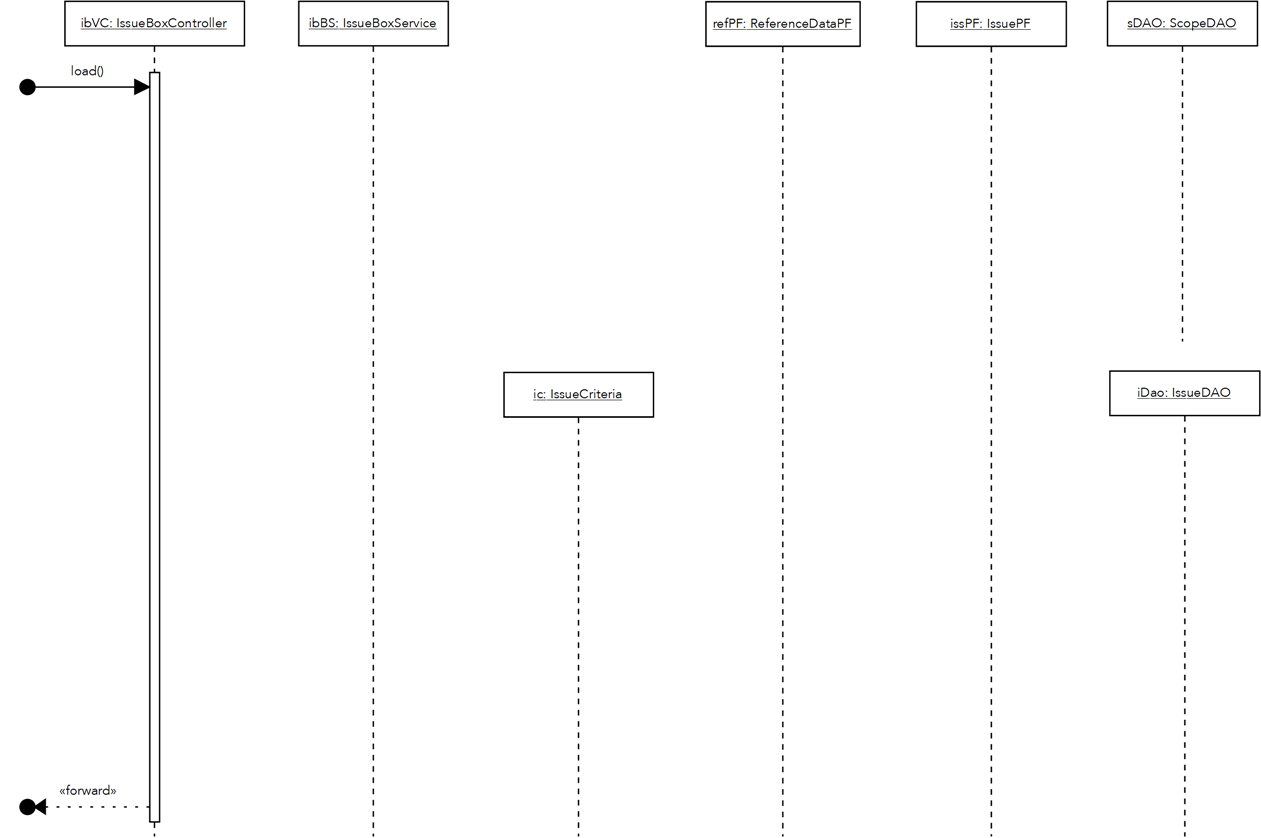 ibVC: IssueBoxController
ibBS: IssueBoxService
refPF: ReferenceDataPF
issPF: IssuePF
sDAO: ScopeDAO
load()
ic: IssueCriteria
iDao: IssueDAO
«forward»